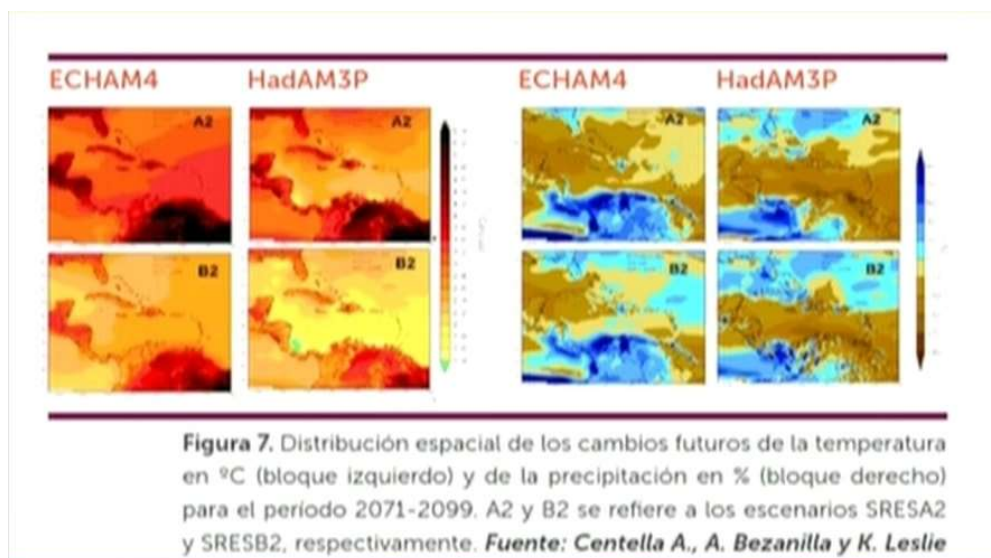 ECHAM4 HadAM3P ECHAM4 HadAM3P
A2 A2 A2 A2
B2 B2 B2 B2
Figura 7. Distribución espacial de los cambios futuros de la temperatura
en ºC (bloque izquierdo) y de la precipitación en % (bloque derecho)
para el período 2071-2099. A2 y B2 se refiere a los escenarios SRESA2
y SRESB2, respectivamente. Fuente: Centella A., A. Bezanilla y K. Leslie